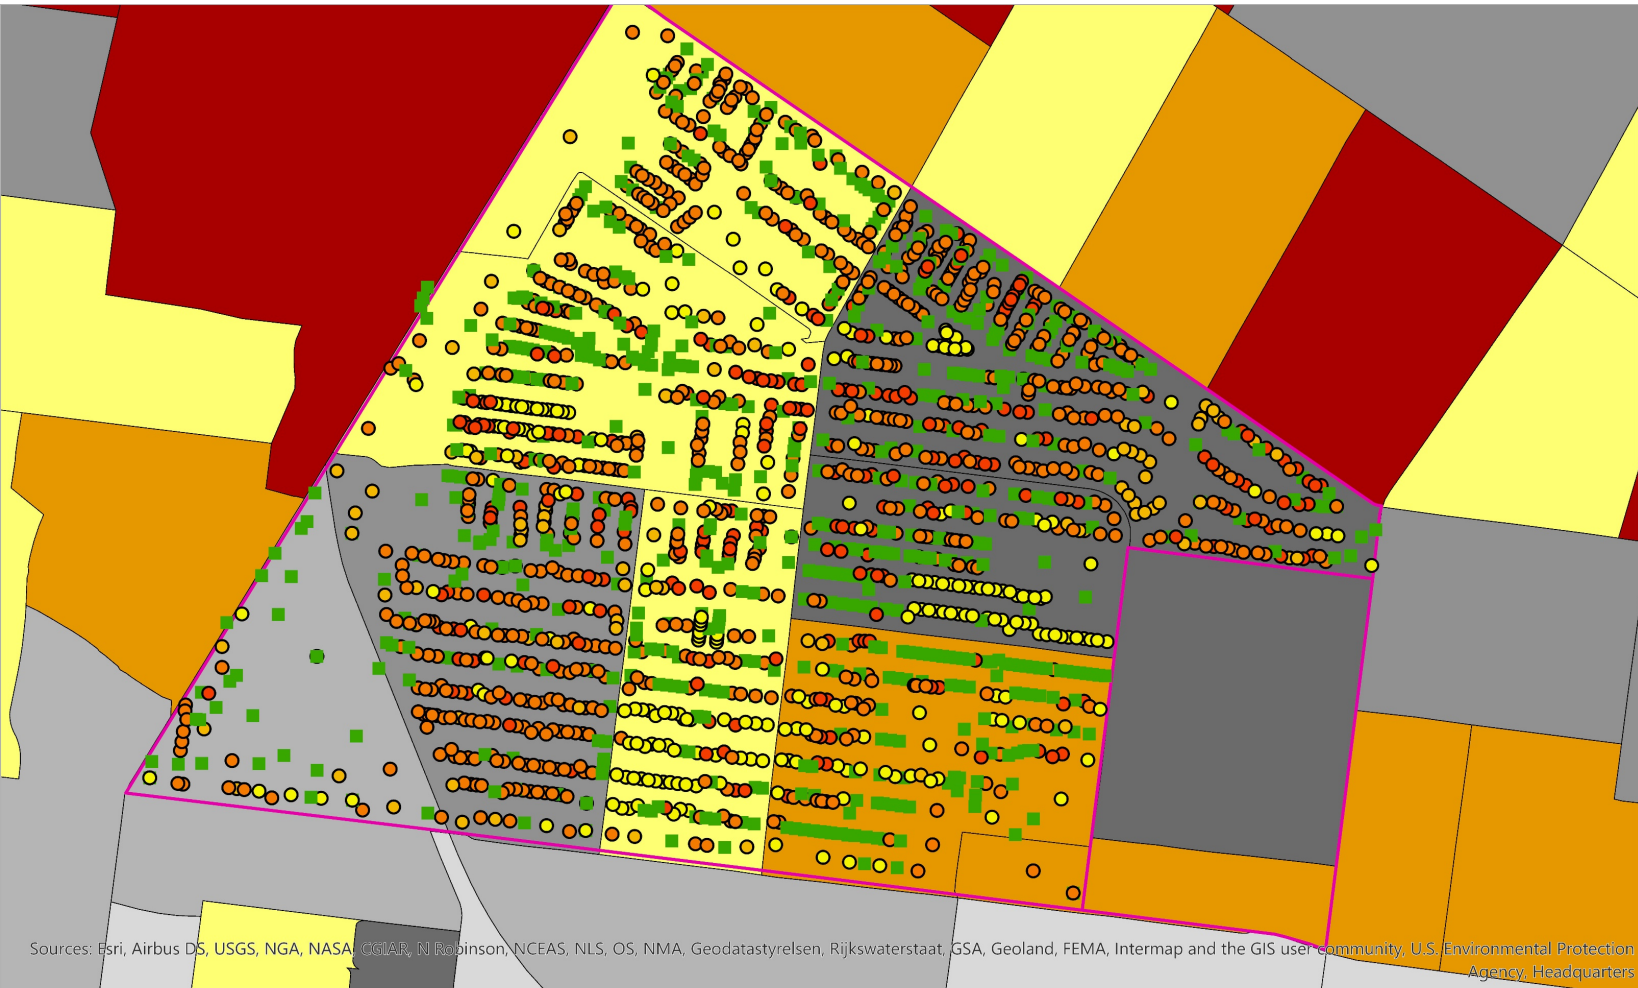 Sources: Esri, Airbus DS, USGS, NGA, NASA, CGIAR, N Robinson, NCEAS, NLS, OS, NMA, Geodatastyrelsen, Rijkswaterstaat, GSA, Geoland, FEMA, Intermap and the GIS user community, U.S. Environmental Protection
Agency, Headquarters